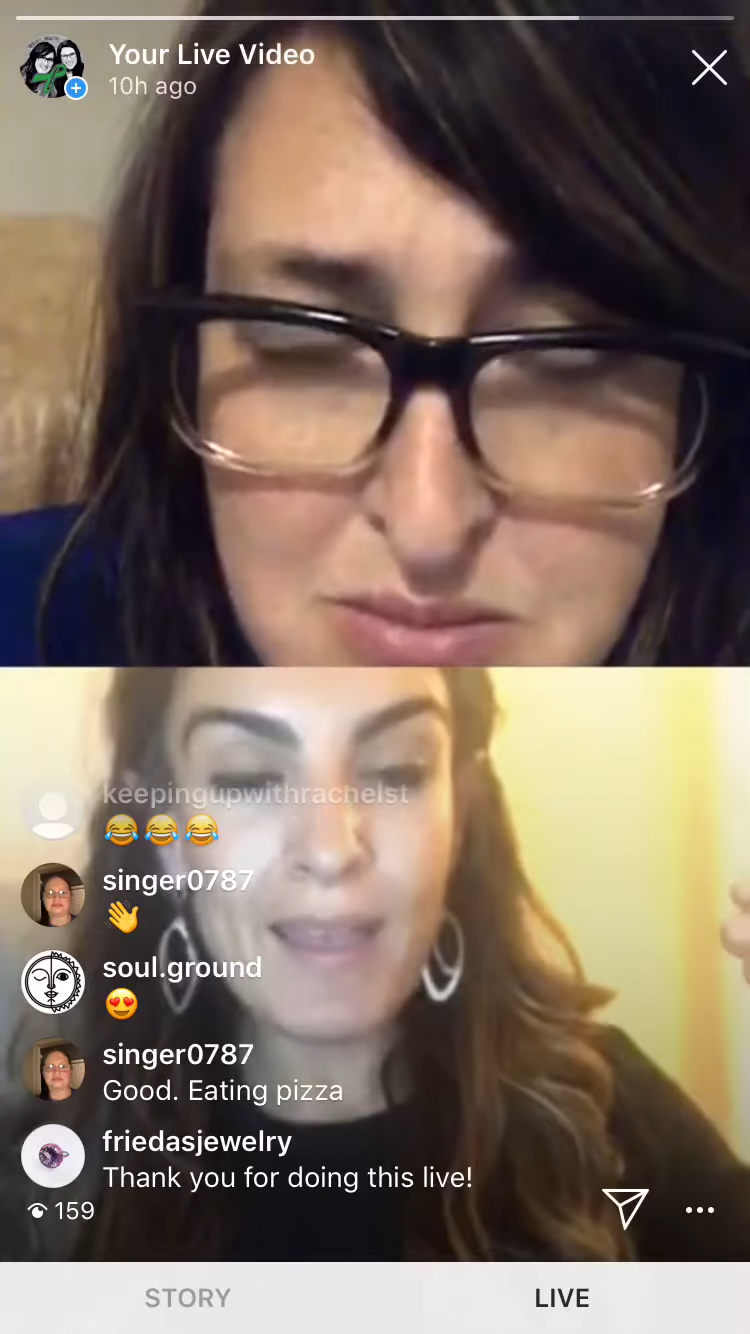 Your Live Video
10h ago
keepingupwithrachelst
😂😂😂
singer0787
👋
soul.ground
😍
singer0787
Good. Eating pizza
friedasjewelry
Thank you for doing this live!
159
STORY
LIVE